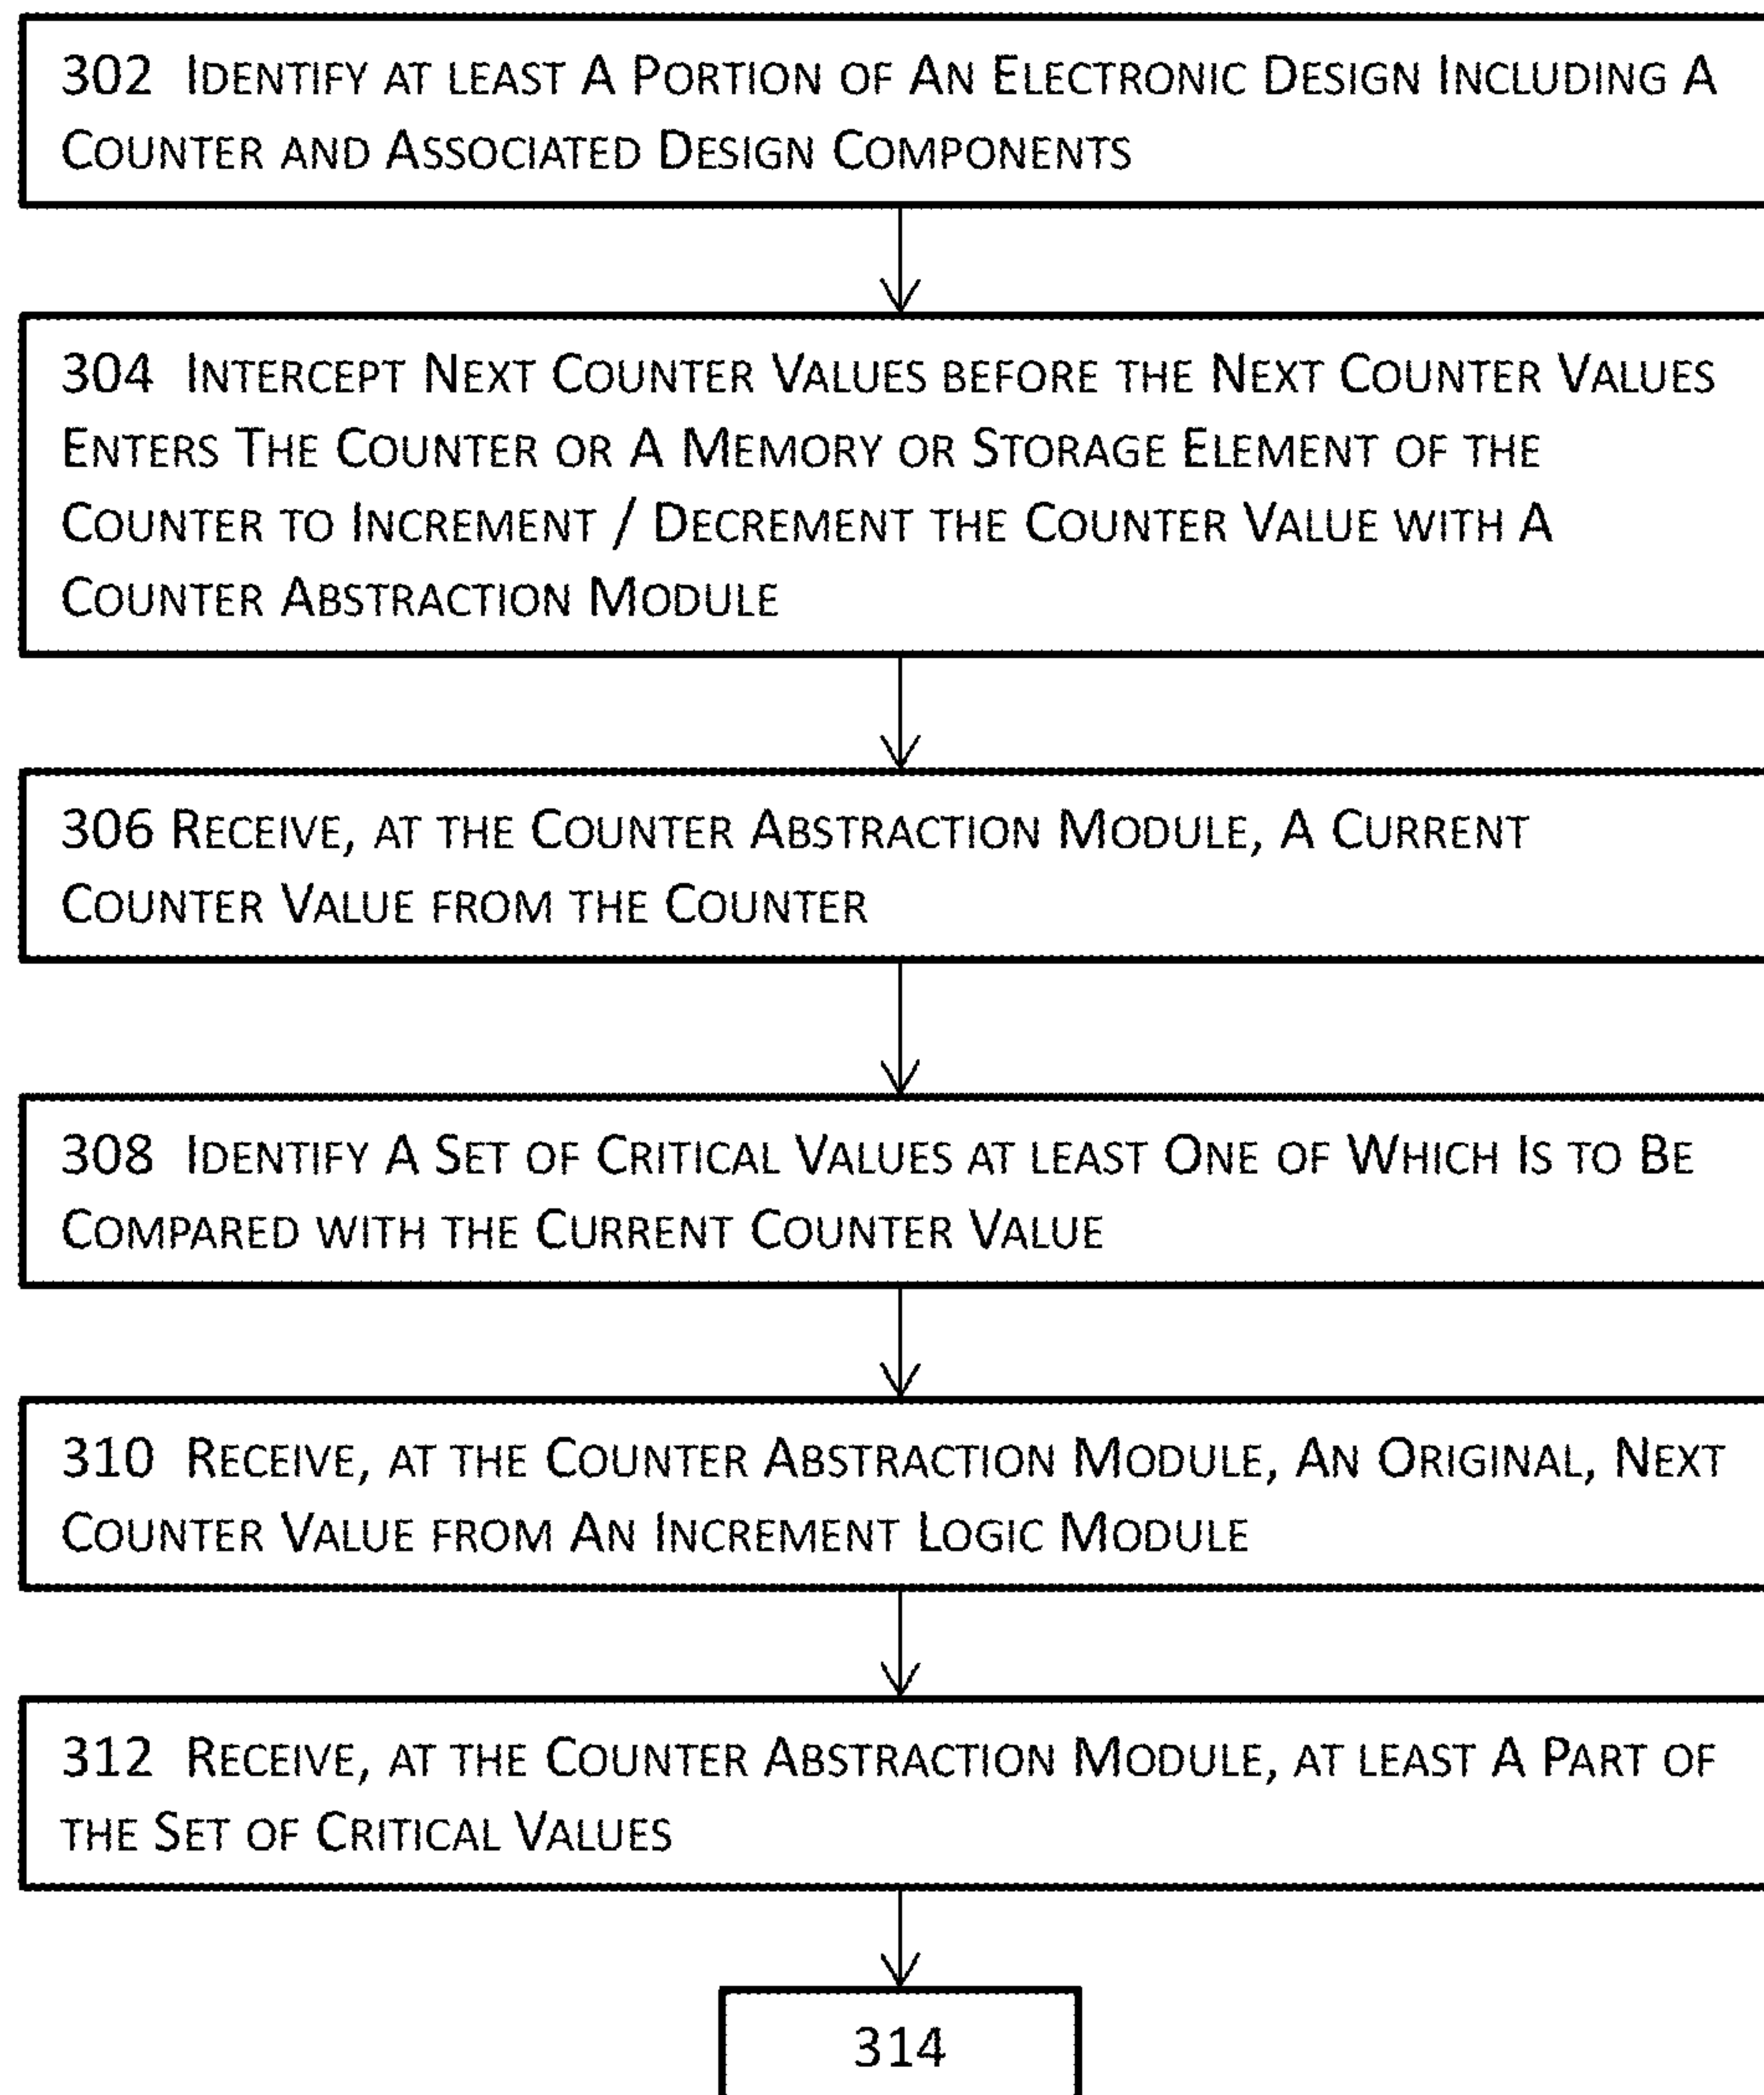 302 Identify at least A Portion of An Electronic Design Including A
Counter and Associated Design Components
304 Intercept Next Counter Values before the Next Counter Values
Enters The Counter or A Memory or Storage Element of the
Counter to Increment / Decrement the Counter Value with A
Counter Abstraction Module
306 Receive, at the Counter Abstraction Module, A Current
Counter Value from the Counter
308 Identify A Set of Critical Values at least One of Which Is to Be
Compared with the Current Counter Value
310 Receive, at the Counter Abstraction Module, An Original, Next
Counter Value from An Increment Logic Module
312 Receive, at the Counter Abstraction Module, at least A Part of
the Set of Critical Values
314